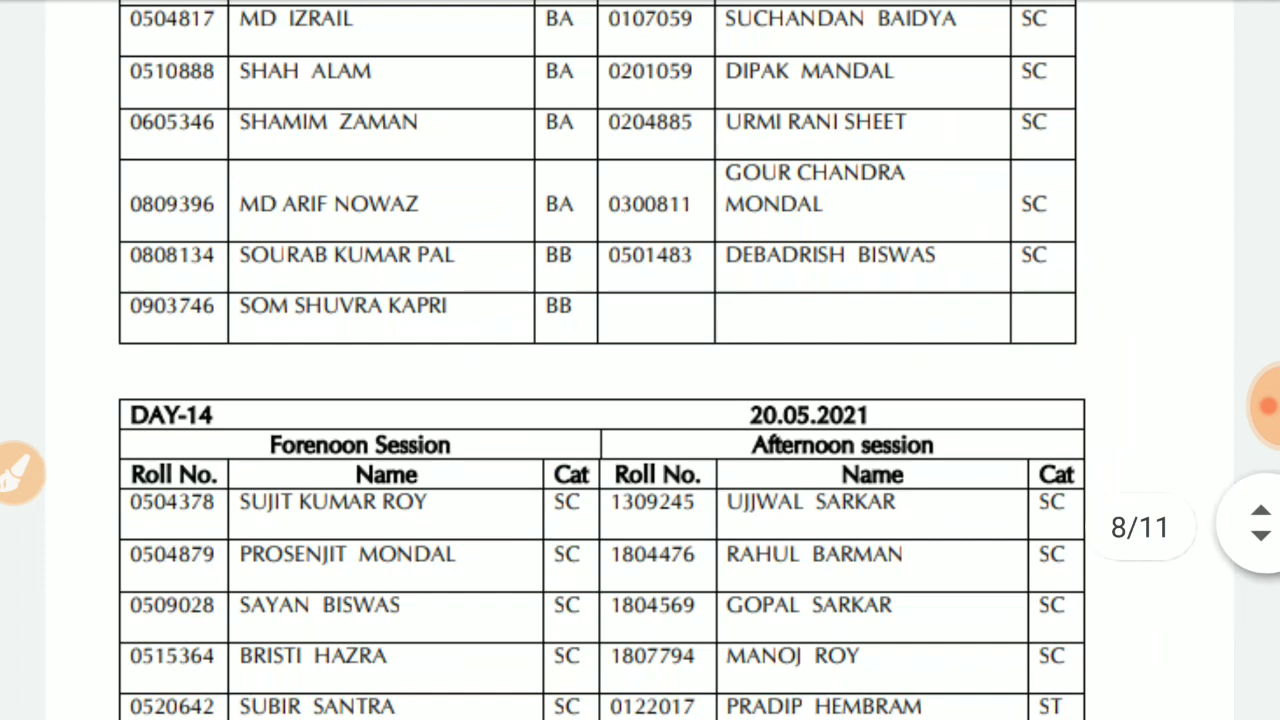 0504817 MD IZRAIL BA 0107059 SUCHANDAN BAIDYA SC
0510888 SHAH ALAM BA 0201059 DIPAK MANDAL SC
0605346 SHAMIM ZAMAN BA 0204885 URMI RANI SHEET SC
GOUR CHANDRA
0809396 MD ARIF NOWAZ BA 0300811 MONDAL SC
0808134 SOURAB KUMAR PAL BB 0501483 DEBADRISH BISWAS SC
0903746 SOM SHUVRA KAPRI BB
DAY-14 20.05.2021
Forenoon Session Afternoon session
Roll No. Name Cat Roll No. Name Cat
0504378 SUJIT KUMAR ROY SC 1309245 UJJWAL SARKAR SC
8/11
0504879 PROSENJIT MONDAL SC 1804476 RAHUL BARMAN SC
0509028 SAYAN BISWAS SC 1804569 GOPAL SARKAR SC
0515364 BRISTI HAZRA SC 1807794 MANOJ ROY SC
0520642 SUBIR SANTRA SC 0122017 PRADIP HEMBRAM ST